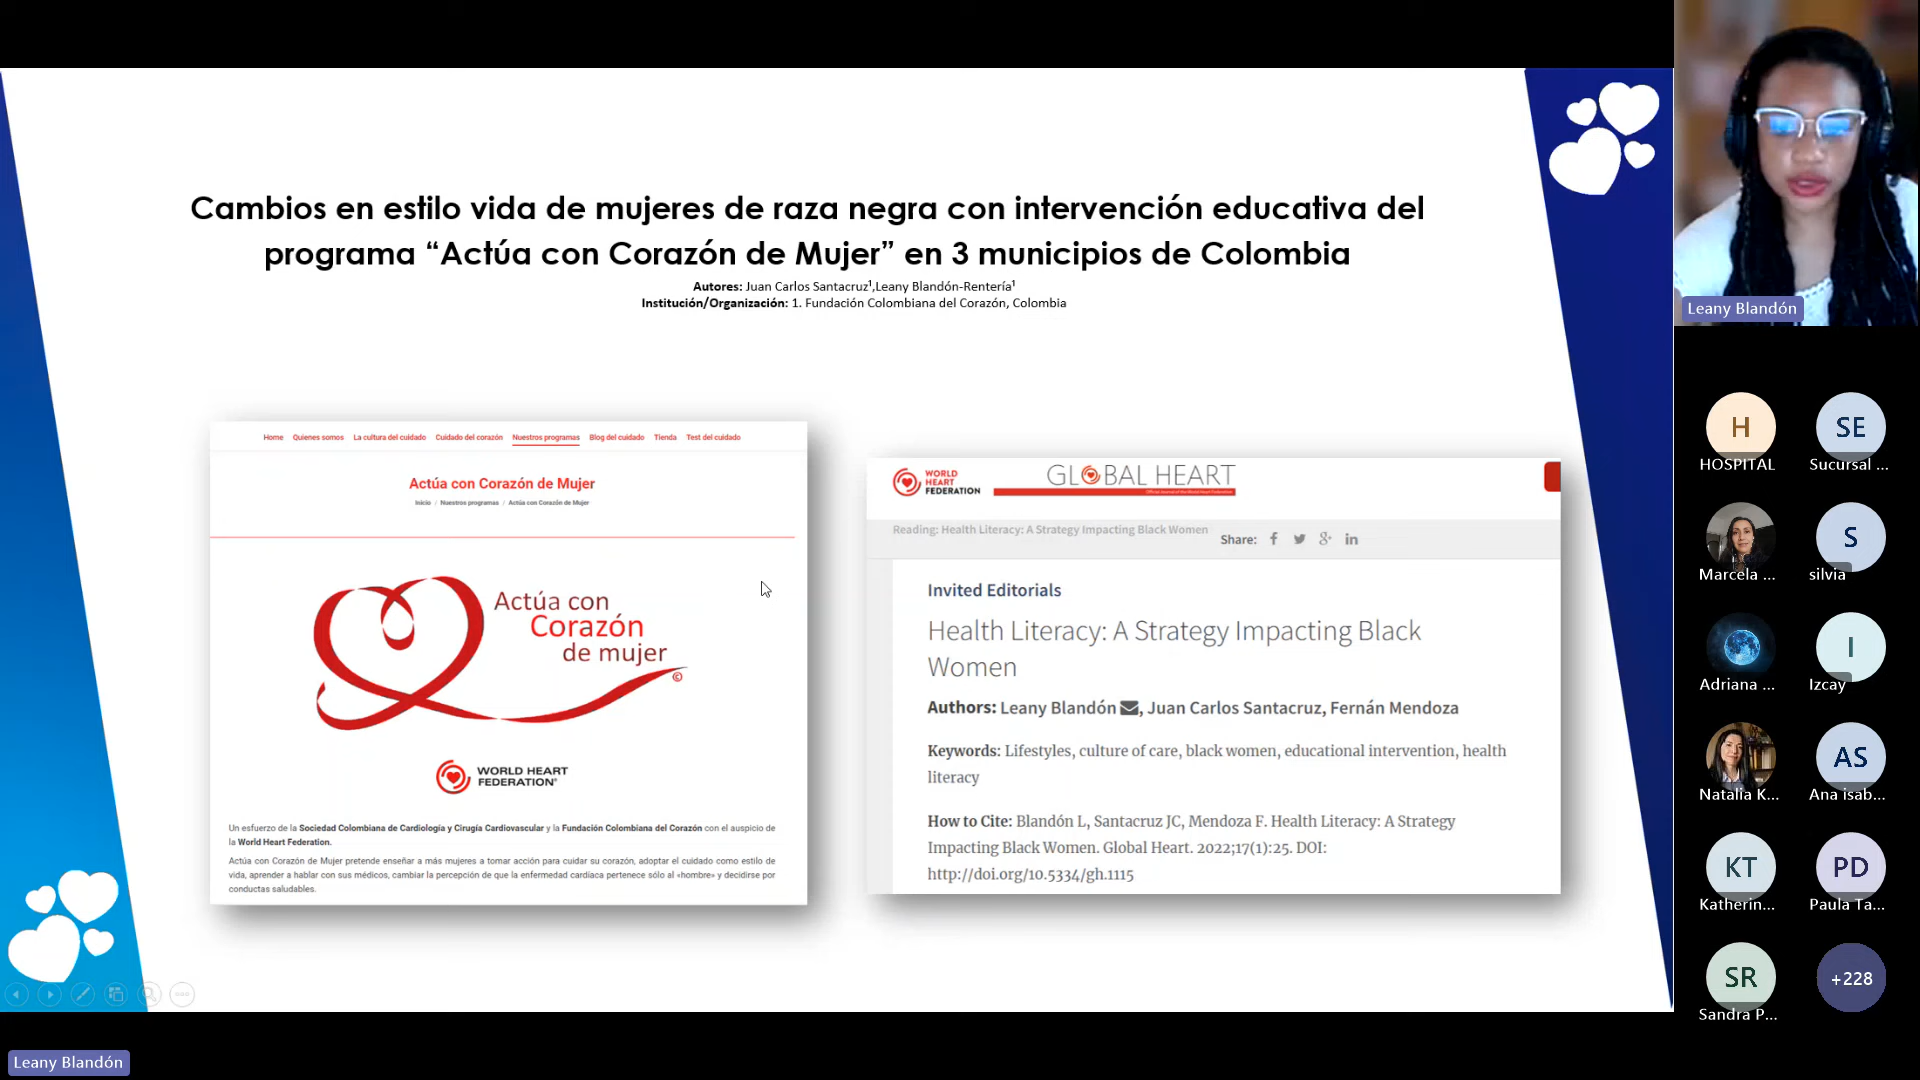 Cambios en estilo vida de mujeres de raza negra con intervención educativa del
programa “Actúa con Corazón de Mujer” en 3 municipios de Colombia
Autores: Juan Carlos Santacruz¹,Leany Blandón-Rentería¹
Institución/Organización: 1. Fundación Colombiana del Corazón, Colombia
Home Quienes somos La cultura del cuidado Cuidado del corazón Nuestros programas Blog del cuidado Tienda Test del cuidado
Actúa con Corazón de Mujer
Inicio / Nuestros programas / Actúa con Corazón de Mujer
Actúa con
Corazón
de mujer
©
WORLD HEART
FEDERATION®
Un esfuerzo de la Sociedad Colombiana de Cardiología y Cirugía Cardiovascular y la Fundación Colombiana del Corazón con el auspicio de
la World Heart Federation.
Actúa con Corazón de Mujer pretende enseñar a más mujeres a tomar acción para cuidar su corazón, adoptar el cuidado como estilo de
vida, aprender a hablar con sus médicos, cambiar la percepción de que la enfermedad cardíaca pertenece sólo al «hombre» y decidirse por
conductas saludables.
WORLD
HEART
FEDERATION
GLOBAL HEART
Reading: Health Literacy: A Strategy Impacting Black Women
Share:
Invited Editorials
Health Literacy: A Strategy Impacting Black
Women
Authors: Leany Blandón, Juan Carlos Santacruz, Fernán Mendoza
Keywords: Lifestyles, culture of care, black women, educational intervention, health
literacy
How to Cite: Blandón L, Santacruz JC, Mendoza F. Health Literacy: A Strategy
Impacting Black Women. Global Heart. 2022;17(1):25. DOI:
http://doi.org/10.5334/gh.1115
Leany Blandón
H
HOSPITAL
SE
Sucursal ...
Marcela ...
S
silvia
Adriana ...
I
Izcay
Natalia K...
AS
Ana isab...
KT
Katherin...
PD
Paula Ta...
SR
Sandra P...
+228
Leany Blandón